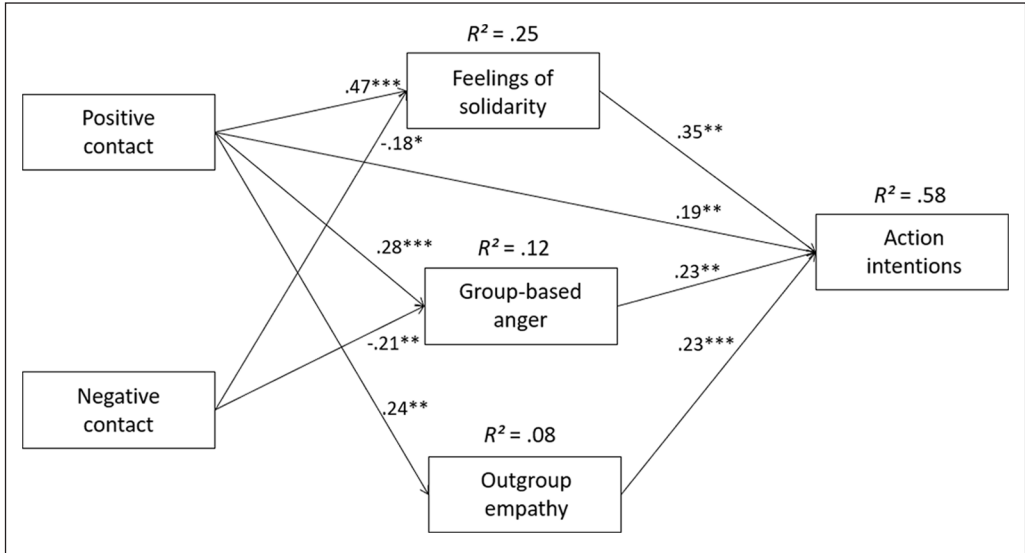 R² = .25
Feelings of
solidarity
.47***
Positive
contact
-.18*
.35**
R² = .58
.19**
Action
intentions
.28***
R² = .12
.23**
Group-based
anger
-.21**
.23***
Negative
contact
.24**
R² = .08
Outgroup
empathy